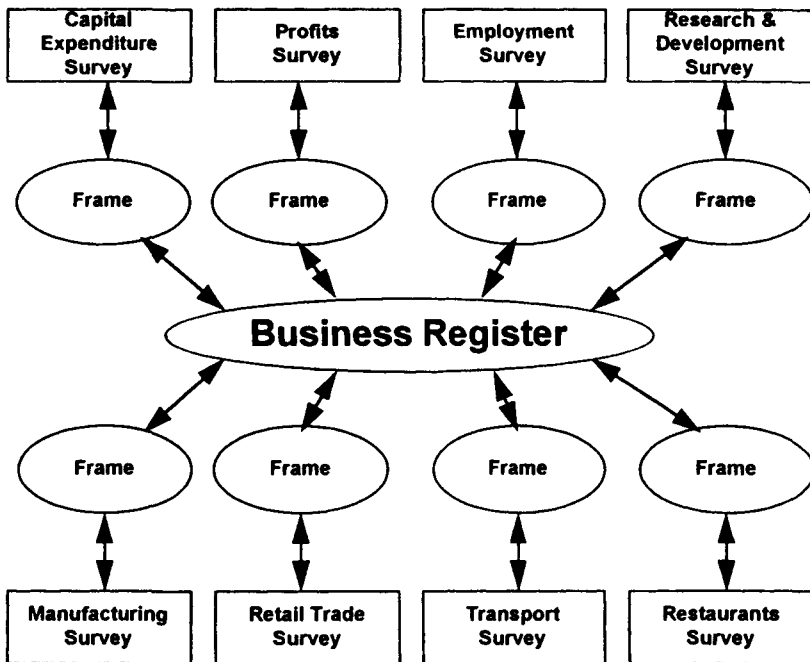 Capital
Expenditure
Survey
Profits
Survey
Employment
Survey
Research &
Development
Survey
Frame
Frame
Frame
Frame
Business Register
Frame
Frame
Frame
Frame
Manufacturing
Survey
Retail Trade
Survey
Transport
Survey
Restaurants
Survey